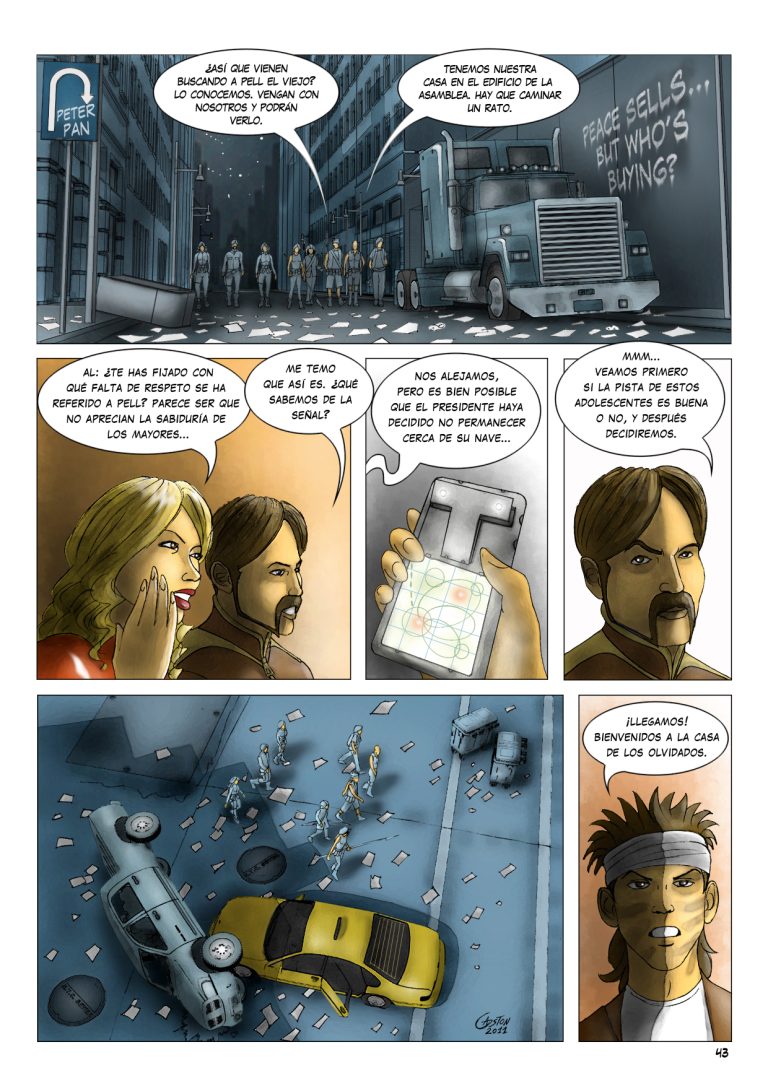 PETER
PAN
¿ASÍ QUE VIENEN
BUSCANDO A PELL EL VIEJO?
LO CONOCEMOS. VENGAN CON
NOSOTROS Y PODRÁN
VERLO.
TENEMOS NUESTRA
CASA EN EL EDIFICIO DE LA
ASAMBLEA. HAY QUE CAMINAR
UN RATO.
PEACE SELLS...
BUT WHO'S
BUYING?
AL: ¿TE HAS FIJADO CON
QUÉ FALTA DE RESPETO SE HA
REFERIDO A PELL? PARECE SER QUE
NO APRECIAN LA SABIDURÍA DE
LOS MAYORES...
ME TEMO
QUE ASÍ ES. ¿QUÉ
SABEMOS DE LA
SEÑAL?
NOS ALEJAMOS,
PERO ES BIEN POSIBLE
QUE EL PRESIDENTE HAYA
DECIDIDO NO PERMANECER
CERCA DE SU NAVE...
MMM...
VEAMOS PRIMERO
SI LA PISTA DE ESTOS
ADOLESCENTES ES BUENA
O NO, Y DESPUÉS
DECIDIREMOS.
GASTON
2011
¡LLEGAMOS!
BIENVENIDOS A LA CASA
DE LOS OLVIDADOS.
43